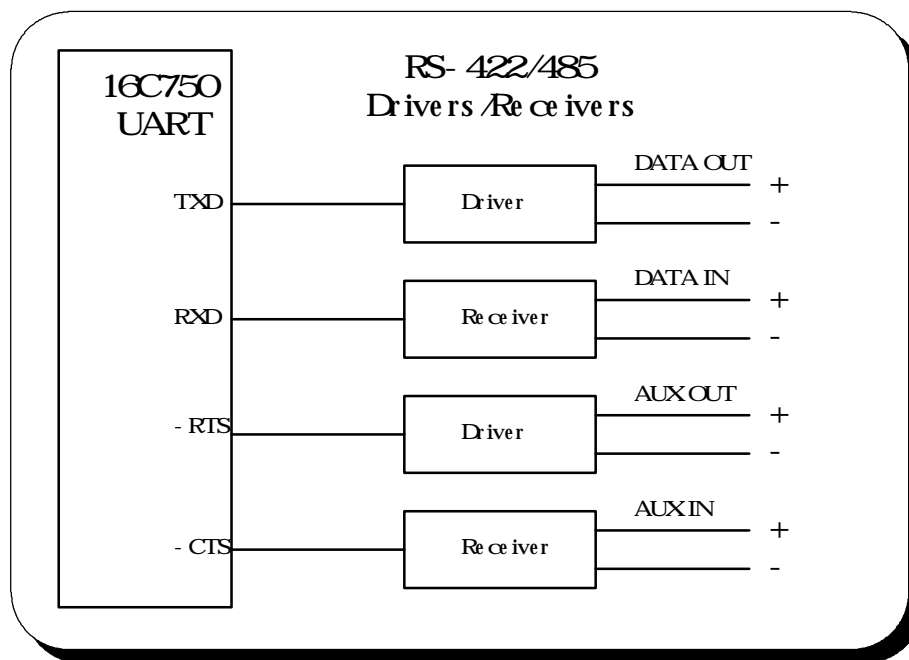 16C750
UART
RS-422/485
Drivers/Receivers
TXD
Driver
DATA OUT
+
-
RXD
Receiver
DATA IN
+
-
-RTS
Driver
AUX OUT
+
-
-CTS
Receiver
AUX IN
+
-